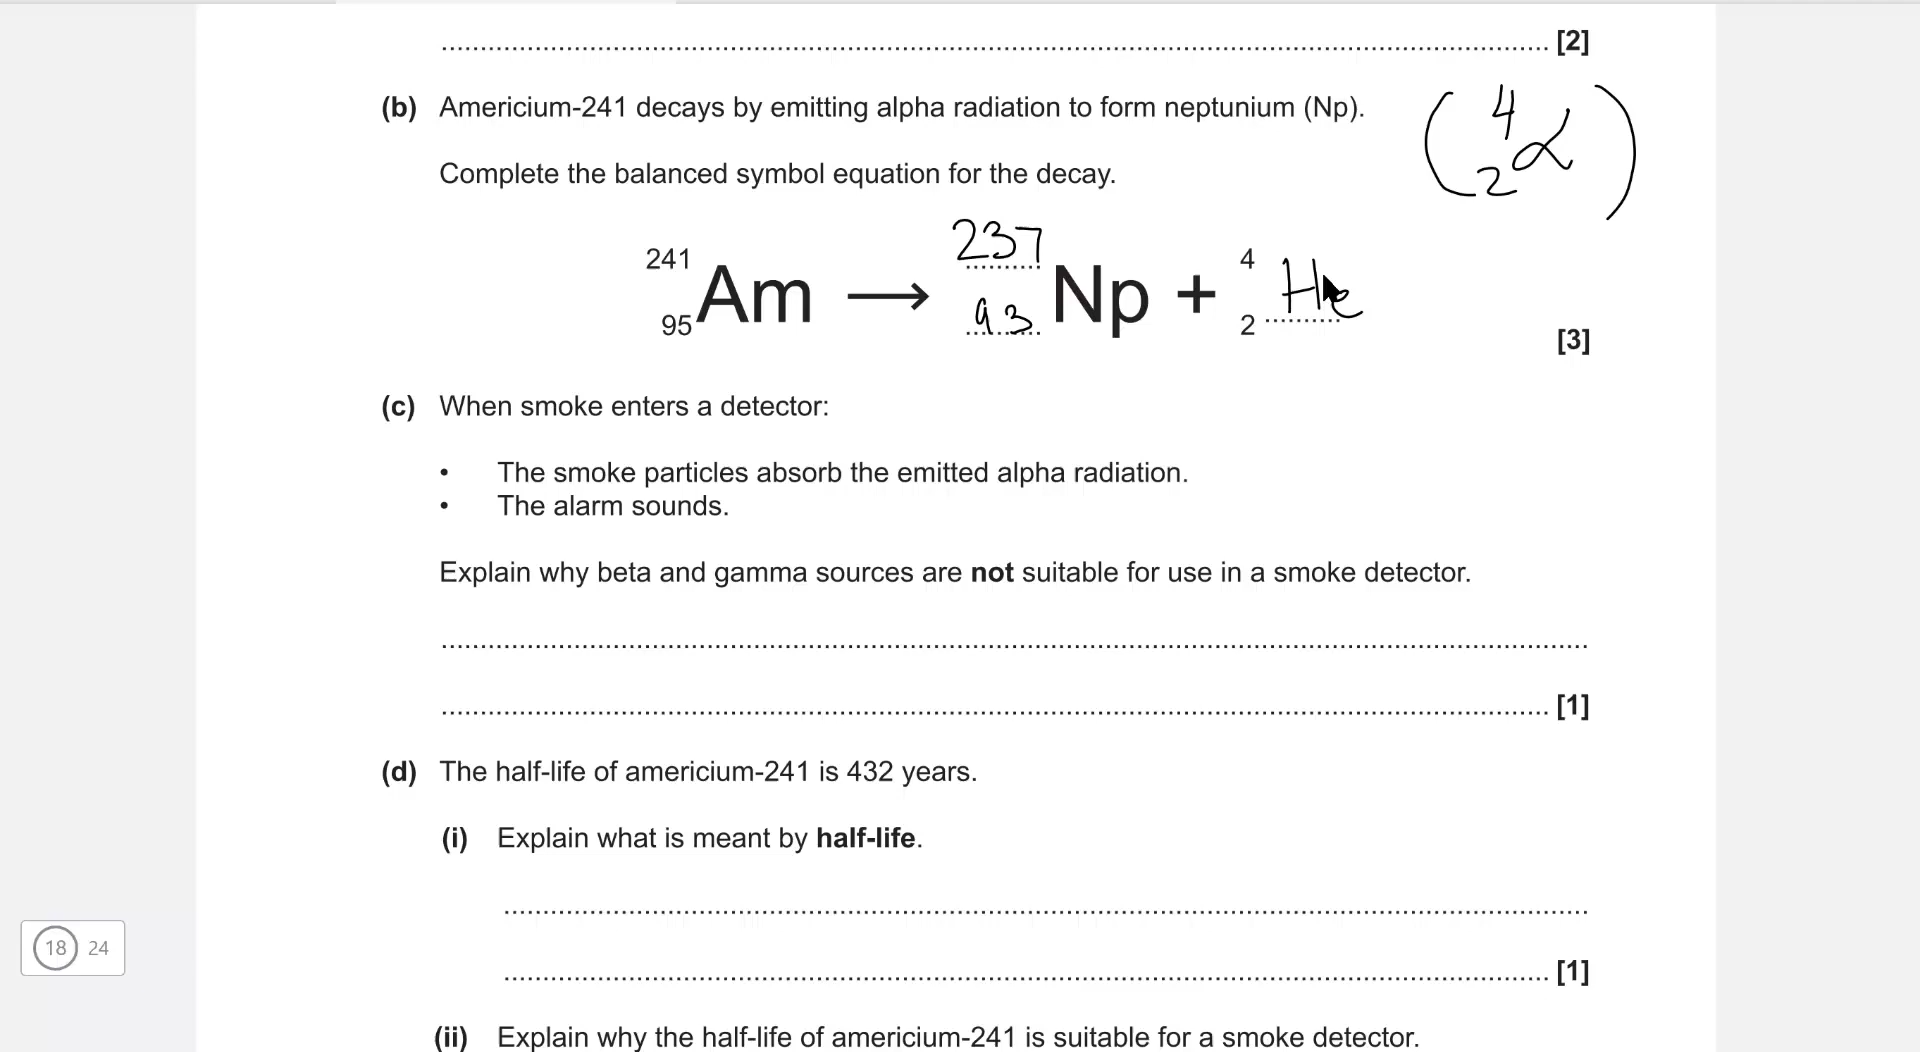 [2]
(b) Americium-241 decays by emitting alpha radiation to form neptunium (Np).
(4 2 α)
Complete the balanced symbol equation for the decay.
241 95 Am ⟶ 237 93 Np + 4 2 He
[3]
(c) When smoke enters a detector:
• The smoke particles absorb the emitted alpha radiation.
• The alarm sounds.
Explain why beta and gamma sources are not suitable for use in a smoke detector.
[1]
(d) The half-life of americium-241 is 432 years.
(i) Explain what is meant by half-life.
[1]
(ii) Explain why the half-life of americium-241 is suitable for a smoke detector.
18 24